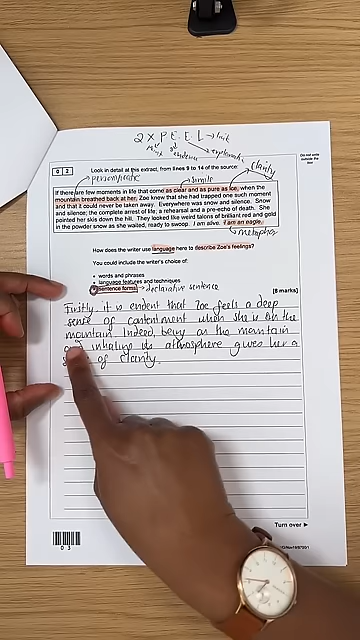 2 X P. E. E. L → link
explanation
evidence
Do not write
outside the
box
0 2 Look in detail at this extract, from lines 9 to 14 of the source:
personification
simile
clarity
If there are few moments in life that come as clear and as pure as ice, when the
mountain breathed back at her, Zoe knew that she had trapped one such moment
and that it could never be taken away. Everywhere was snow and silence. Snow
and silence; the complete arrest of life; a rehearsal and a pre-echo of death. She
pointed her skis down the hill. They looked like weird talons of brilliant red and gold
in the powder snow as she waited, ready to swoop. I am alive. I am an eagle.
metaphor
How does the writer use language here to describe Zoe's feelings?
You could include the writer's choice of:
• words and phrases
• language features and techniques
• sentence forms. → declarative sentence
[8 marks]
Firstly, it is evident that Zoe feels a deep
sense of contentment when she is on the
mountain. Indeed, being on the mountain
and inhaling its atmosphere gives her a
of clarity.
Turn over ►
0 3